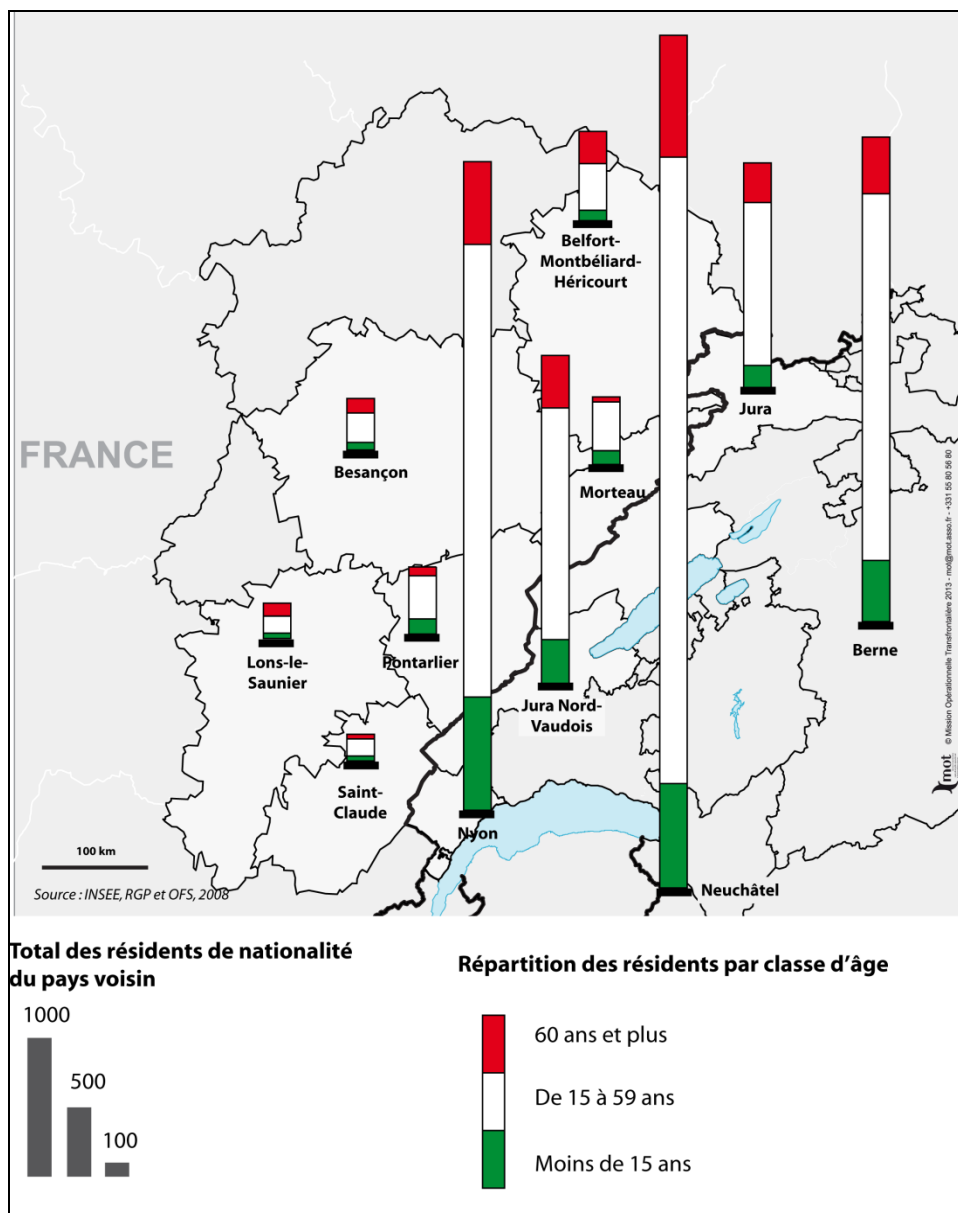 Belfort-
Montbéliard-
Héricourt
Jura
FRANCE
Besançon
Morteau
Berne
Lons-le-
Saunier
Pontarlier
Jura Nord-
Vaudois
Saint-
Claude
Nyon
Neuchâtel
100 km
Source : INSEE, RGP et OFS, 2008
mot © Mission Opérationnelle Transfrontalière 2013 - mot@mot.asso.fr - +331 55 80 56 80
Total des résidents de nationalité
du pays voisin
1000
500
100
Répartition des résidents par classe d’âge
60 ans et plus
De 15 à 59 ans
Moins de 15 ans